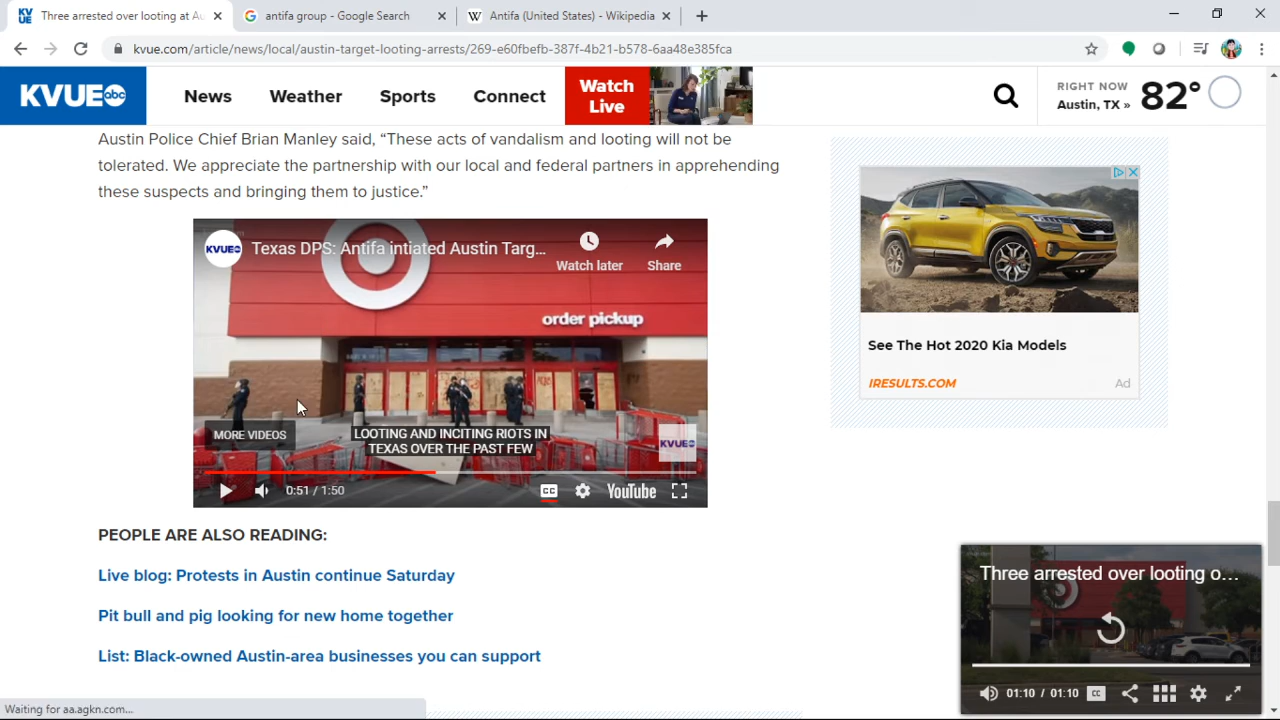 Three arrested over looting at Au
antifa group - Google Search
Antifa (United States) - Wikipedia
kvue.com/article/news/local/austin-target-looting-arrests/269-e60fbefb-387f-4b21-b578-6aa48e385fca
KVUE abc
News
Weather
Sports
Connect
Watch
Live
RIGHT NOW
Austin, TX »
82°
Austin Police Chief Brian Manley said, “These acts of vandalism and looting will not be
tolerated. We appreciate the partnership with our local and federal partners in apprehending
these suspects and bringing them to justice.”
KVUE
Texas DPS: Antifa intiated Austin Targ...
Watch later
Share
order pickup
MORE VIDEOS
LOOTING AND INCITING RIOTS IN
TEXAS OVER THE PAST FEW
KVUE
0:51 / 1:50
CC
YouTube
See The Hot 2020 Kia Models
IRESULTS.COM
Ad
PEOPLE ARE ALSO READING:
Live blog: Protests in Austin continue Saturday
Pit bull and pig looking for new home together
List: Black-owned Austin-area businesses you can support
Three arrested over looting o...
01:10 / 01:10
CC
Waiting for aa.agkn.com...